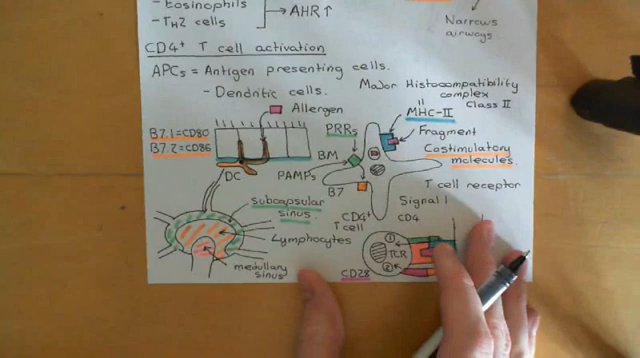 - Eosinophils
- TH2 cells
AHR↑
Narrows
airways
CD4+ T cell activation
APCs = Antigen presenting cells.
- Dendritic cells.
Major Histocompatibility
complex
Class II
MHC-II
Allergen
Fragment
B7.1=CD80
B7.2=CD86
PRRs
Costimulatory
molecules.
BM
DC
PAMPs
B7
T cell receptor
Signal 1
subcapsular
sinus.
CD4+
T cell
CD4
Lymphocytes
1
TCR
2
medullary
sinus
CD28